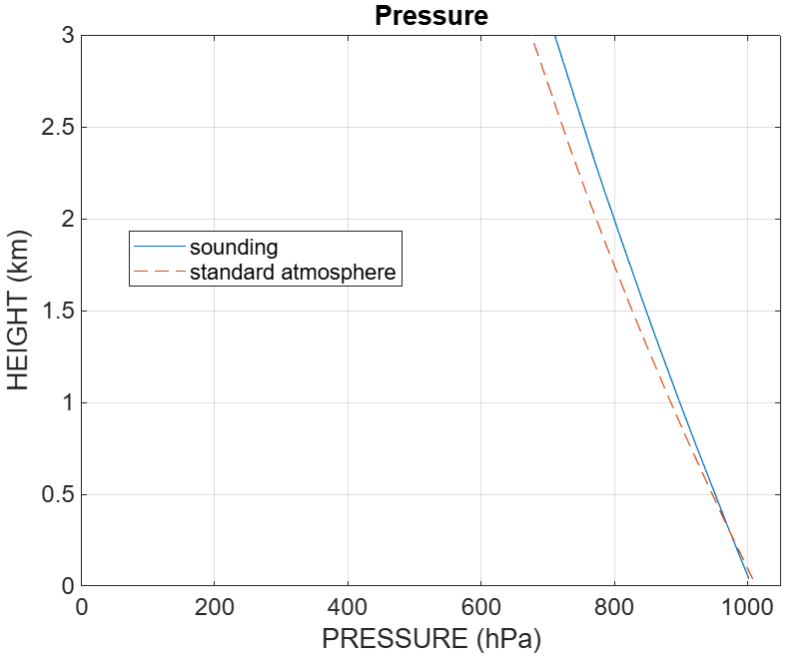 Pressure
3
2.5
2
1.5
1
0.5
0
HEIGHT (km)
sounding
standard atmosphere
0 200 400 600 800 1000
PRESSURE (hPa)